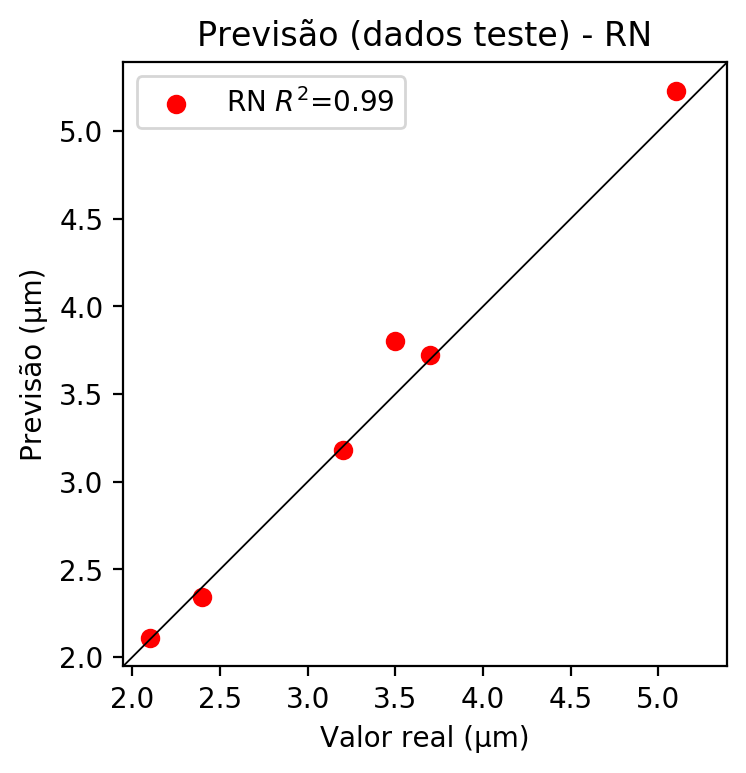 Previsão (dados teste) - RN
RN R²=0.99
Previsão (µm)
5.0
4.5
4.0
3.5
3.0
2.5
2.0
2.0 2.5 3.0 3.5 4.0 4.5 5.0
Valor real (µm)